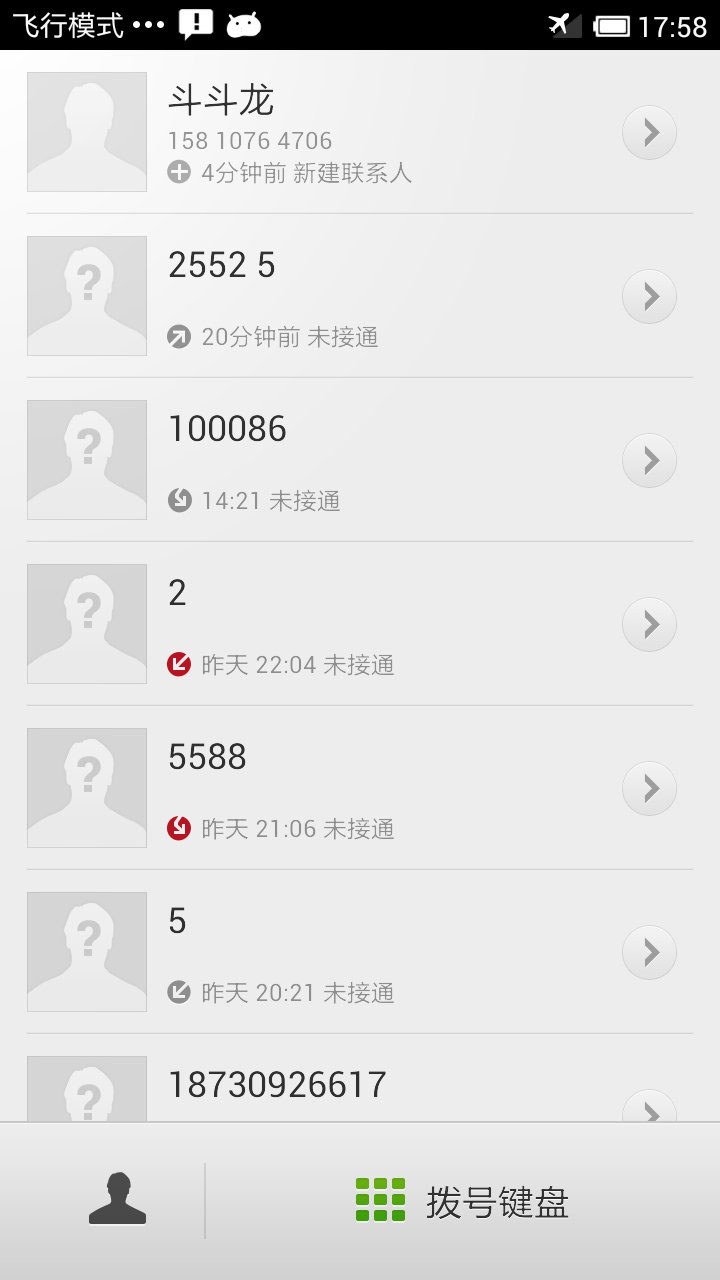 飞行模式 ••• 17:58
斗斗龙
158 1076 4706
4分钟前 新建联系人
2552 5
20分钟前 未接通
100086
14:21 未接通
2
昨天 22:04 未接通
5588
昨天 21:06 未接通
5
昨天 20:21 未接通
18730926617
拨号键盘